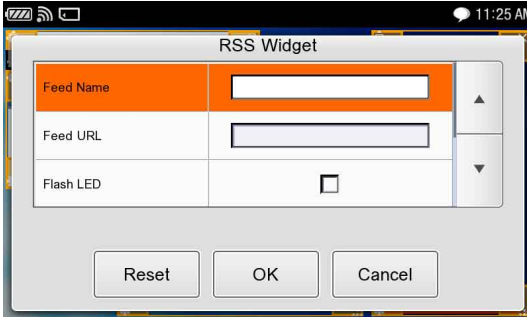 11:25 AM
RSS Widget
Feed Name
Feed URL
Flash LED
Reset
OK
Cancel